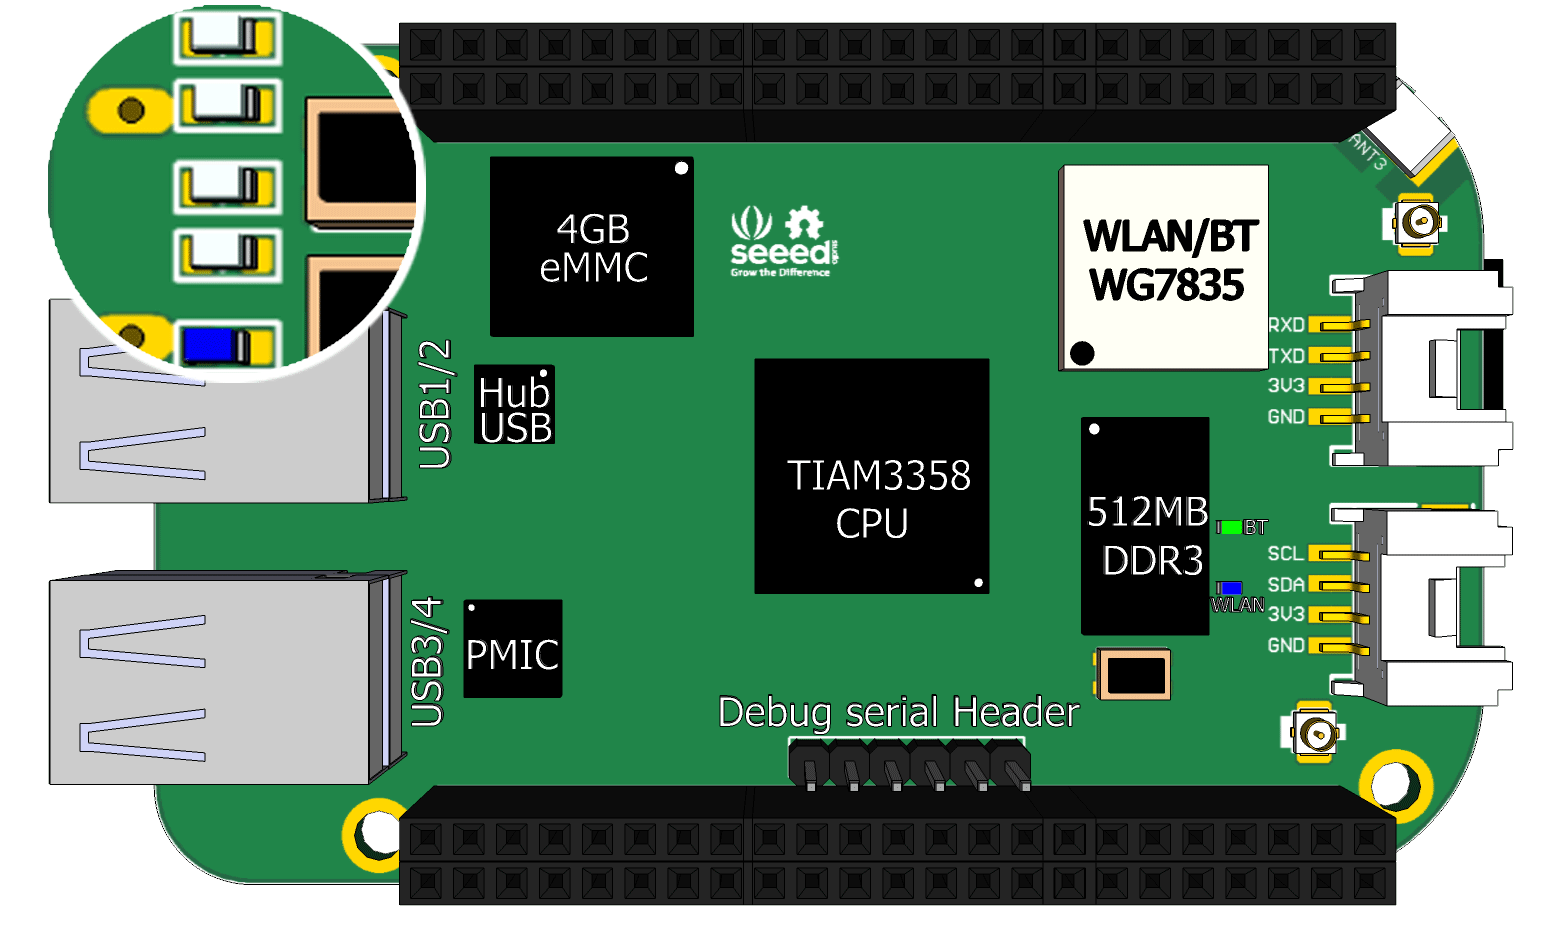 4GB
eMMC
seeed
studio
Grow the Difference
WLAN/BT
WG7835
ANT3
RXD
TXD
3V3
GND
USB1/2
Hub
USB
TIAM3358
CPU
512MB
DDR3
BT
WLAN
SCL
SDA
3V3
GND
USB3/4
PMIC
Debug serial Header